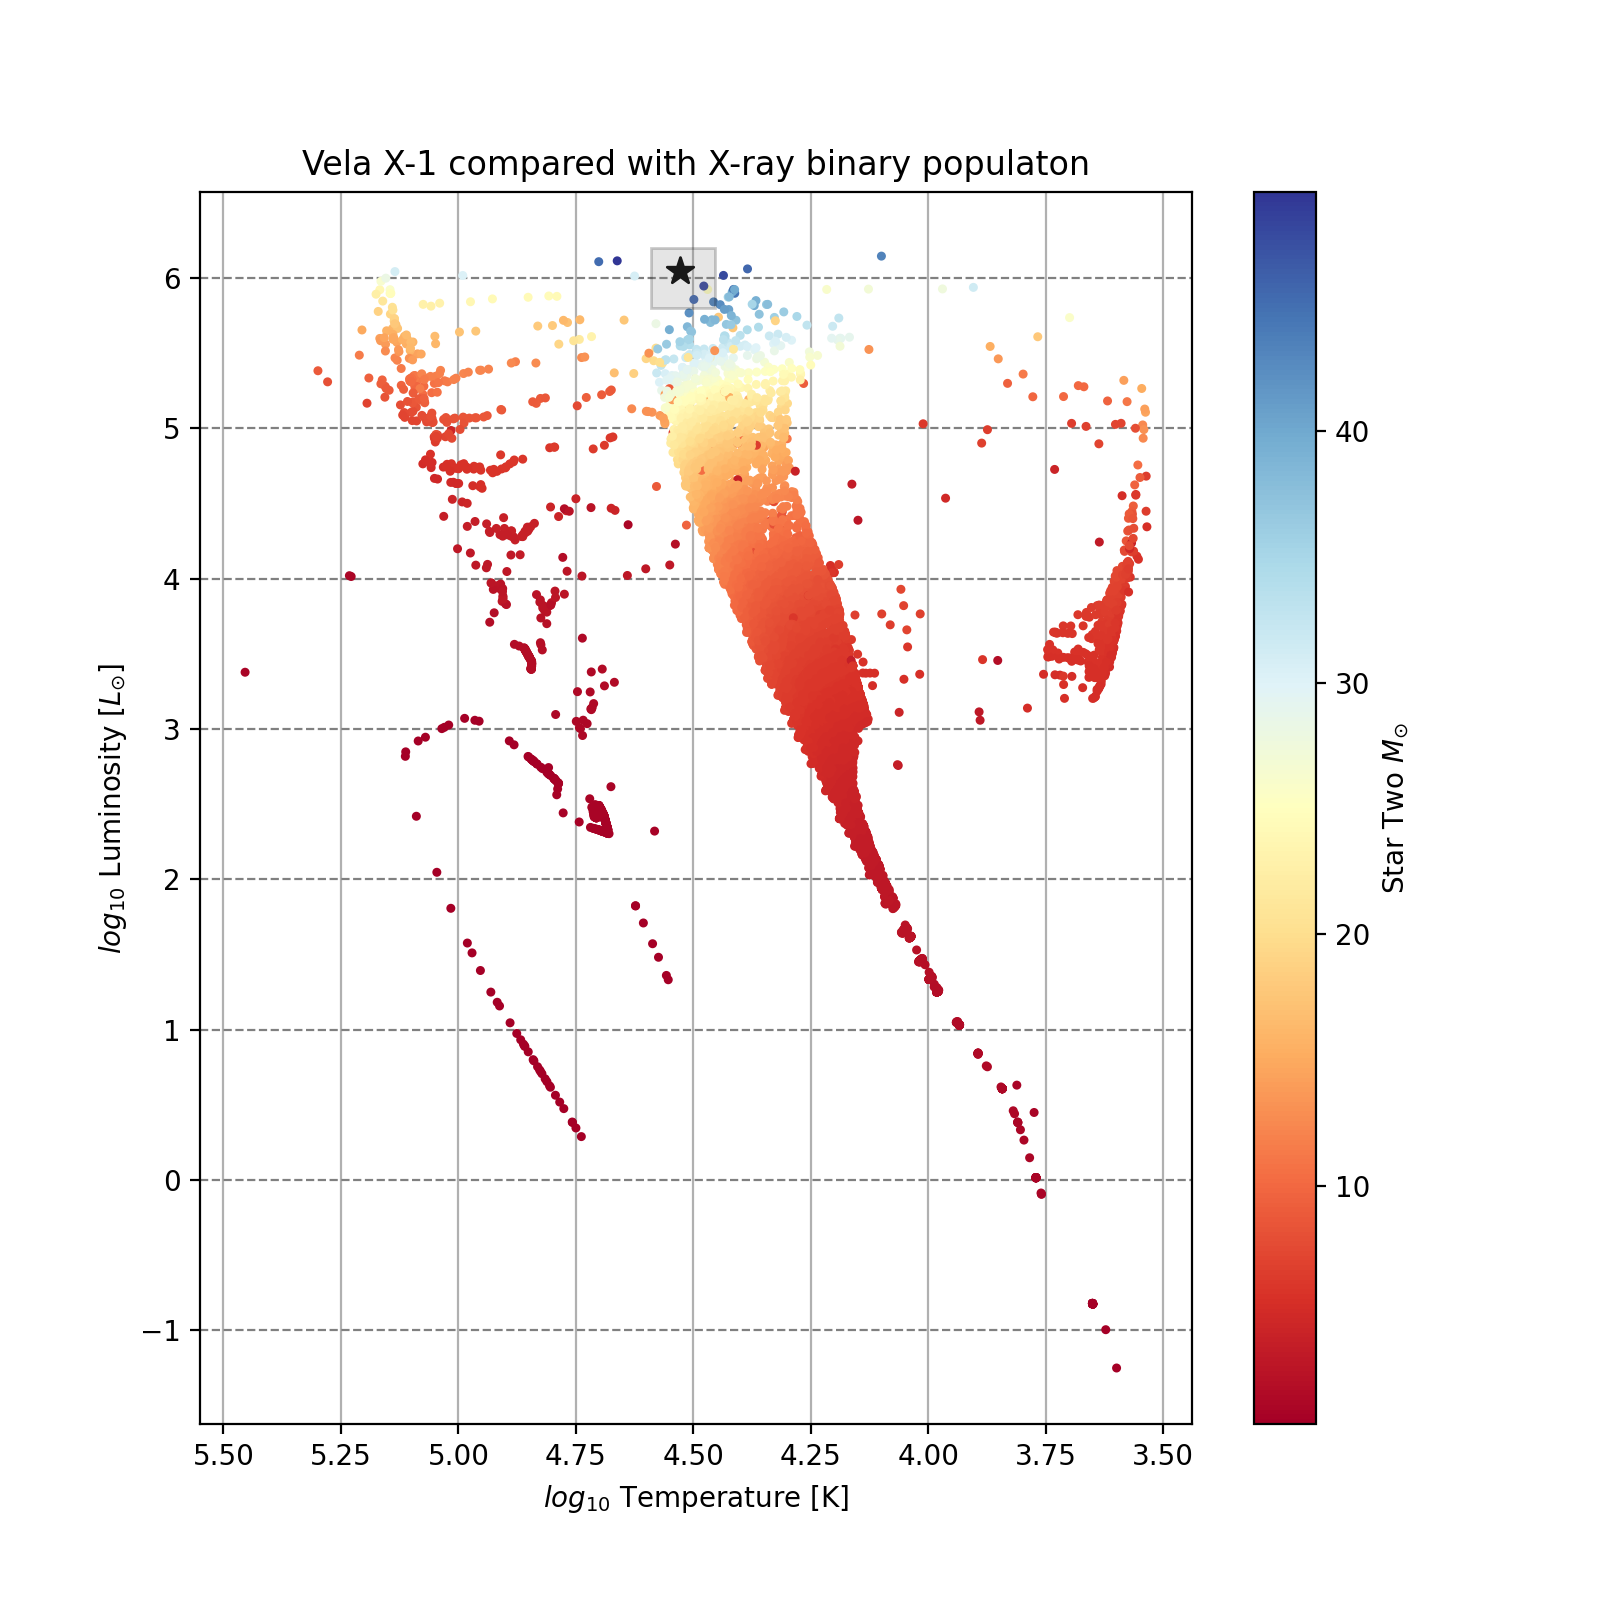 Vela X-1 compared with X-ray binary populaton
log₁₀ Luminosity [L⊙]
6
5
4
3
2
1
0
−1
5.50 5.25 5.00 4.75 4.50 4.25 4.00 3.75 3.50
log₁₀ Temperature [K]
40
30
20
10
Star Two M⊙